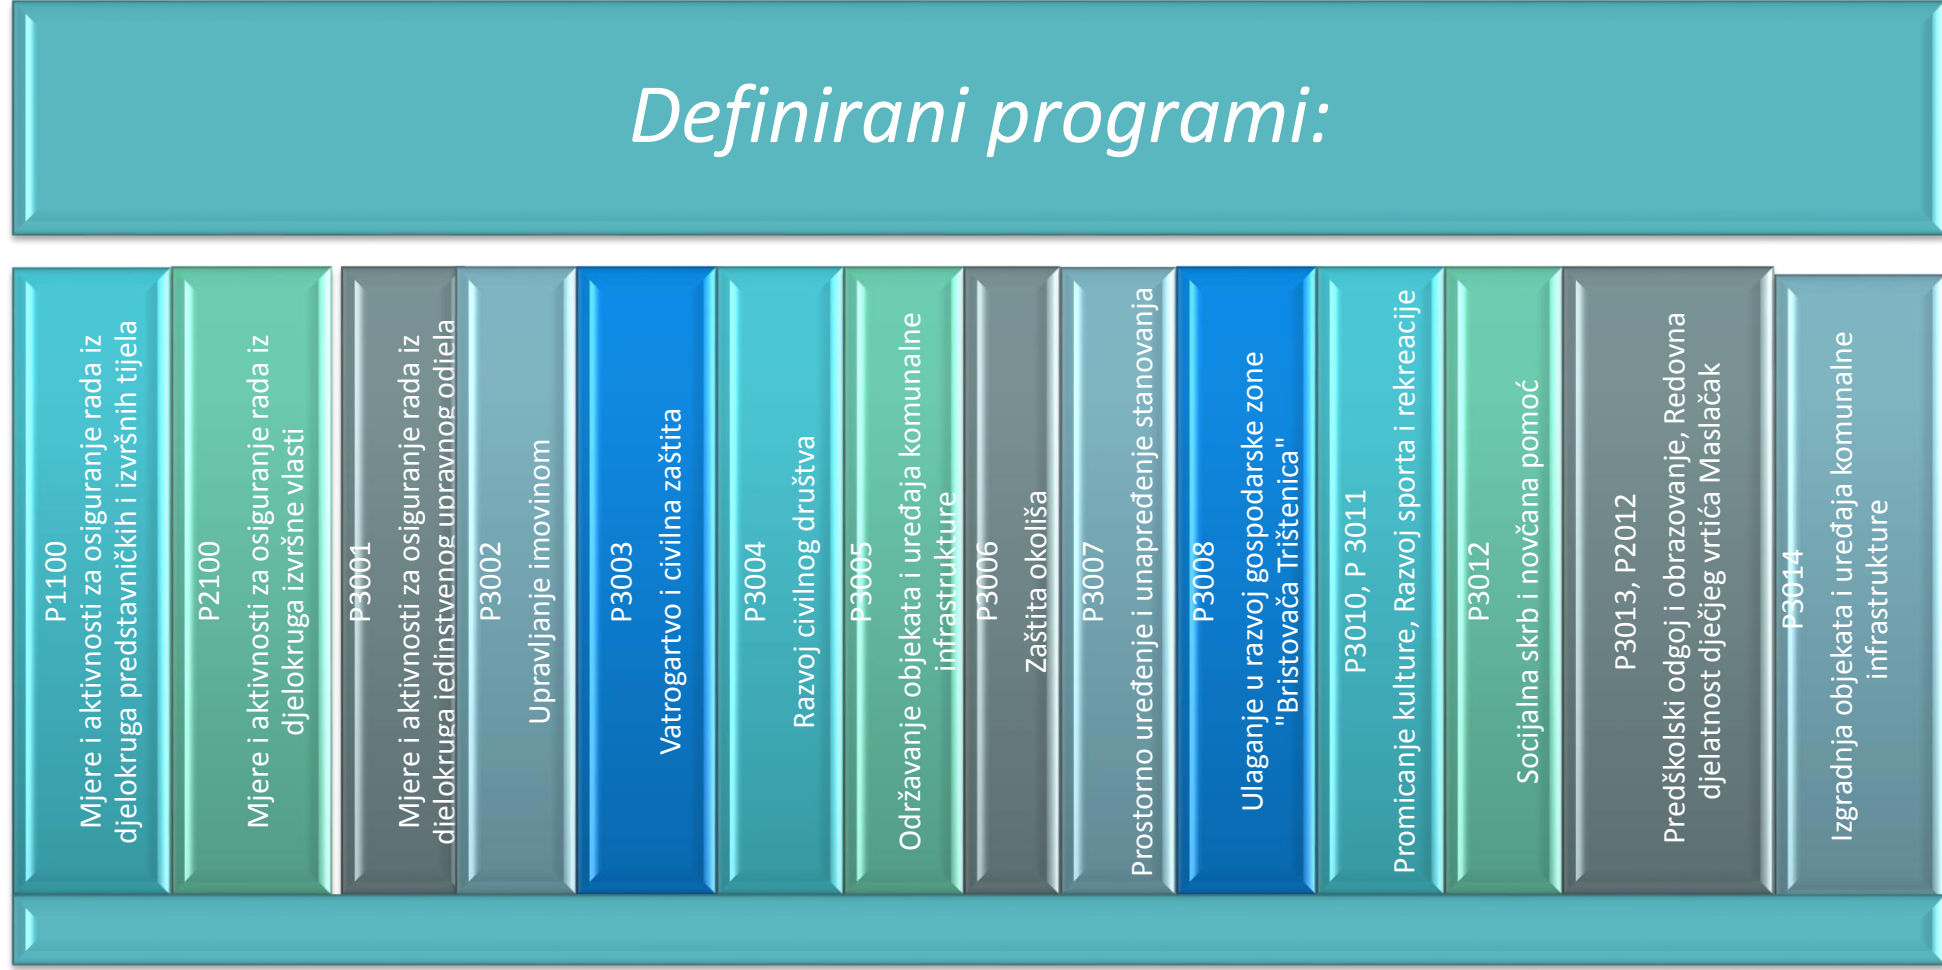 Definirani programi:
P1100
Mjere i aktivnosti za osiguranje rada iz
djelokruga predstavničkih i izvršnih tijela
P2100
Mjere i aktivnosti za osiguranje rada iz
djelokruga izvršne vlasti
P3001
Mjere i aktivnosti za osiguranje rada iz
djelokruga jedinstvenog upravnog odjela
P3002
Upravljanje imovinom
P3003
Vatrogartvo i civilna zaštita
P3004
Razvoj civilnog društva
P3005
Održavanje objekata i uređaja komunalne
infrastrukture
P3006
Zaštita okoliša
P3007
Prostorno uređenje i unapređenje stanovanja
P3008
Ulaganje u razvoj gospodarske zone
"Bristovača Trištenica"
P3010, P 3011
Promicanje kulture, Razvoj sporta i rekreacije
P3012
Socijalna skrb i novčana pomoć
P3013, P2012
Predškolski odgoj i obrazovanje, Redovna
djelatnost dječjeg vrtića Maslačak
P3014
Izgradnja objekata i uređaja komunalne
infrastrukture